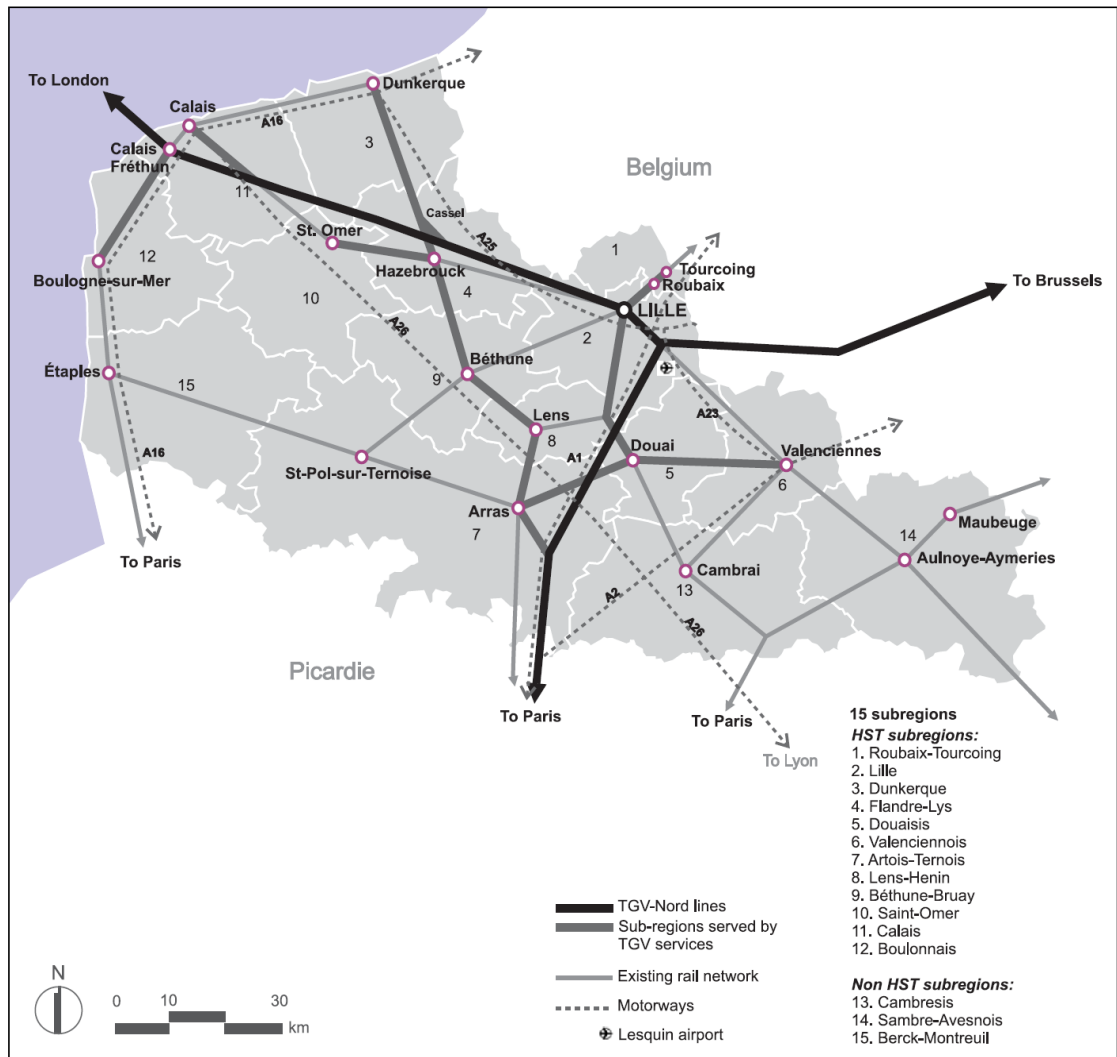 To London
Calais
Calais
Fréthun
Dunkerque
A16
3
11
Belgium
Cassel
A25
St. Omer
12
Boulogne-sur-Mer
Hazebrouck
10
4
1
Tourcoing
Roubaix
LILLE
2
To Brussels
A26
Étaples
15
Béthune
9
Lens
8
A23
A1
Douai
5
Valenciennes
6
St-Pol-sur-Ternoise
A16
Arras
7
Maubeuge
14
Aulnoye-Aymeries
To Paris
Cambrai
13
A2
A26
Picardie
To Paris
To Paris
To Lyon
15 subregions
HST subregions:
1. Roubaix-Tourcoing
2. Lille
3. Dunkerque
4. Flandre-Lys
5. Douaisis
6. Valenciennois
7. Artois-Ternois
8. Lens-Henin
9. Béthune-Bruay
10. Saint-Omer
11. Calais
12. Boulonnais
Non HST subregions:
13. Cambresis
14. Sambre-Avesnois
15. Berck-Montreuil
TGV-Nord lines
Sub-regions served by
TGV services
Existing rail network
Motorways
Lesquin airport
N
0 10 30
km